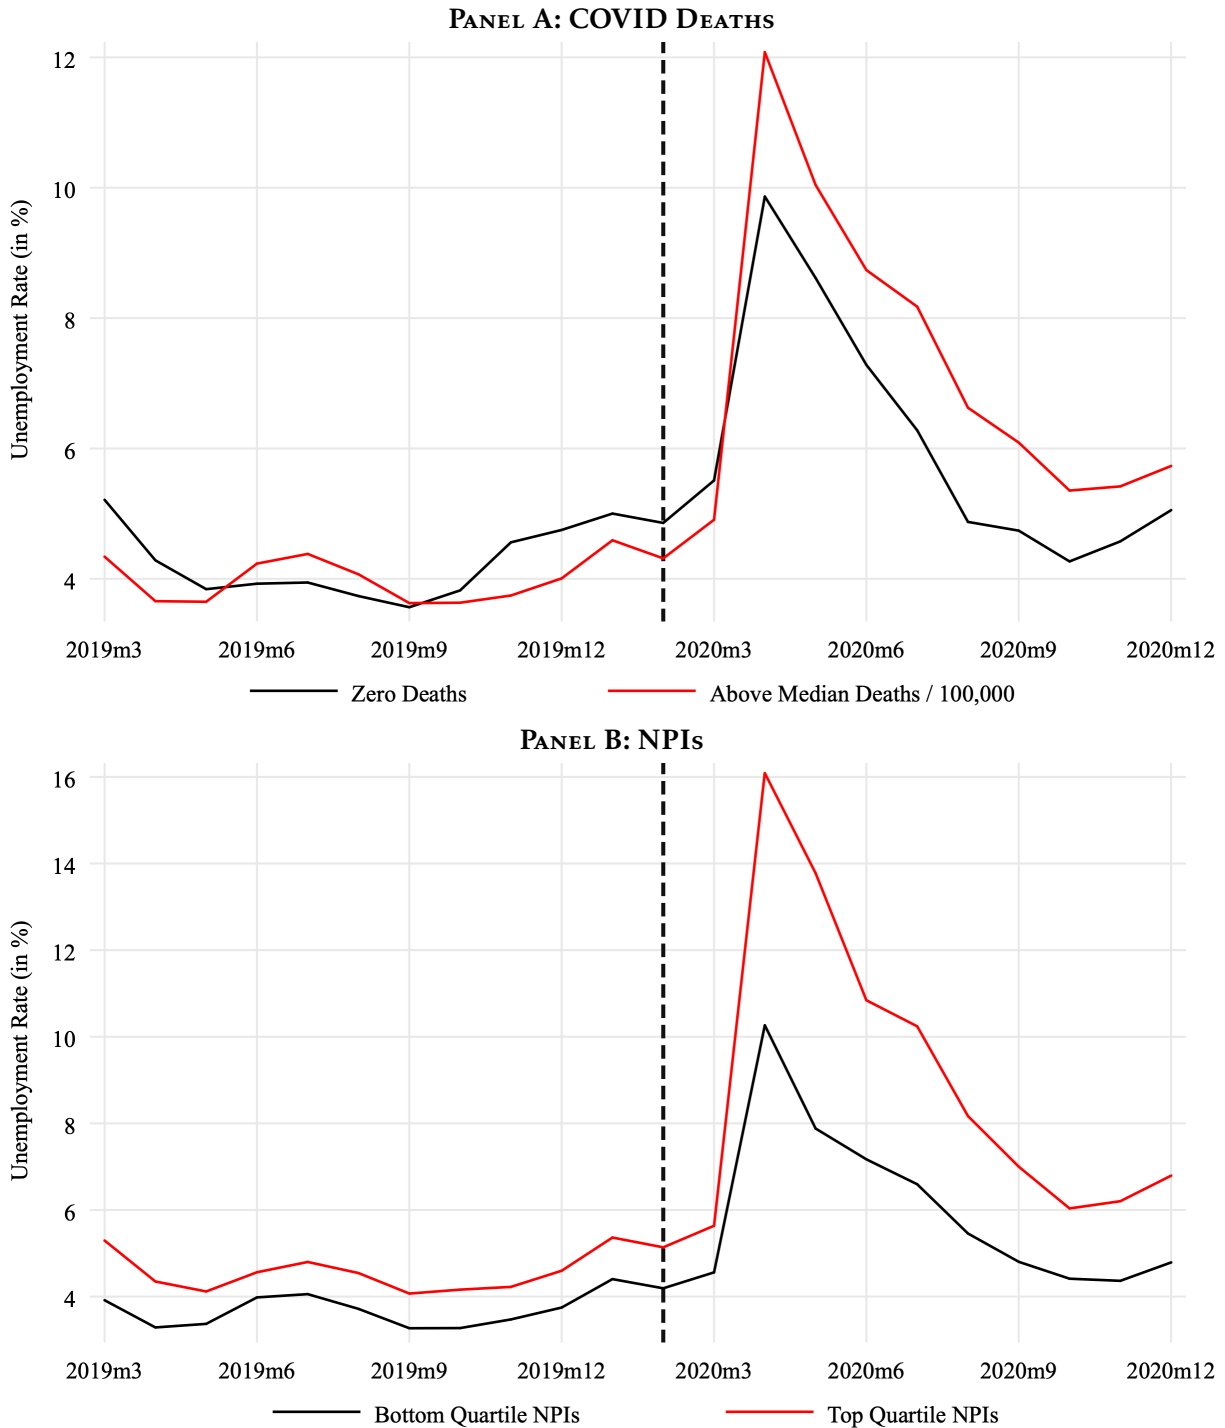 Panel A: COVID Deaths
Unemployment Rate (in %)
12
10
8
6
4
2019m3 2019m6 2019m9 2019m12 2020m3 2020m6 2020m9 2020m12
Zero Deaths Above Median Deaths / 100,000
Panel B: NPIs
Unemployment Rate (in %)
16
14
12
10
8
6
4
2019m3 2019m6 2019m9 2019m12 2020m3 2020m6 2020m9 2020m12
Bottom Quartile NPIs Top Quartile NPIs